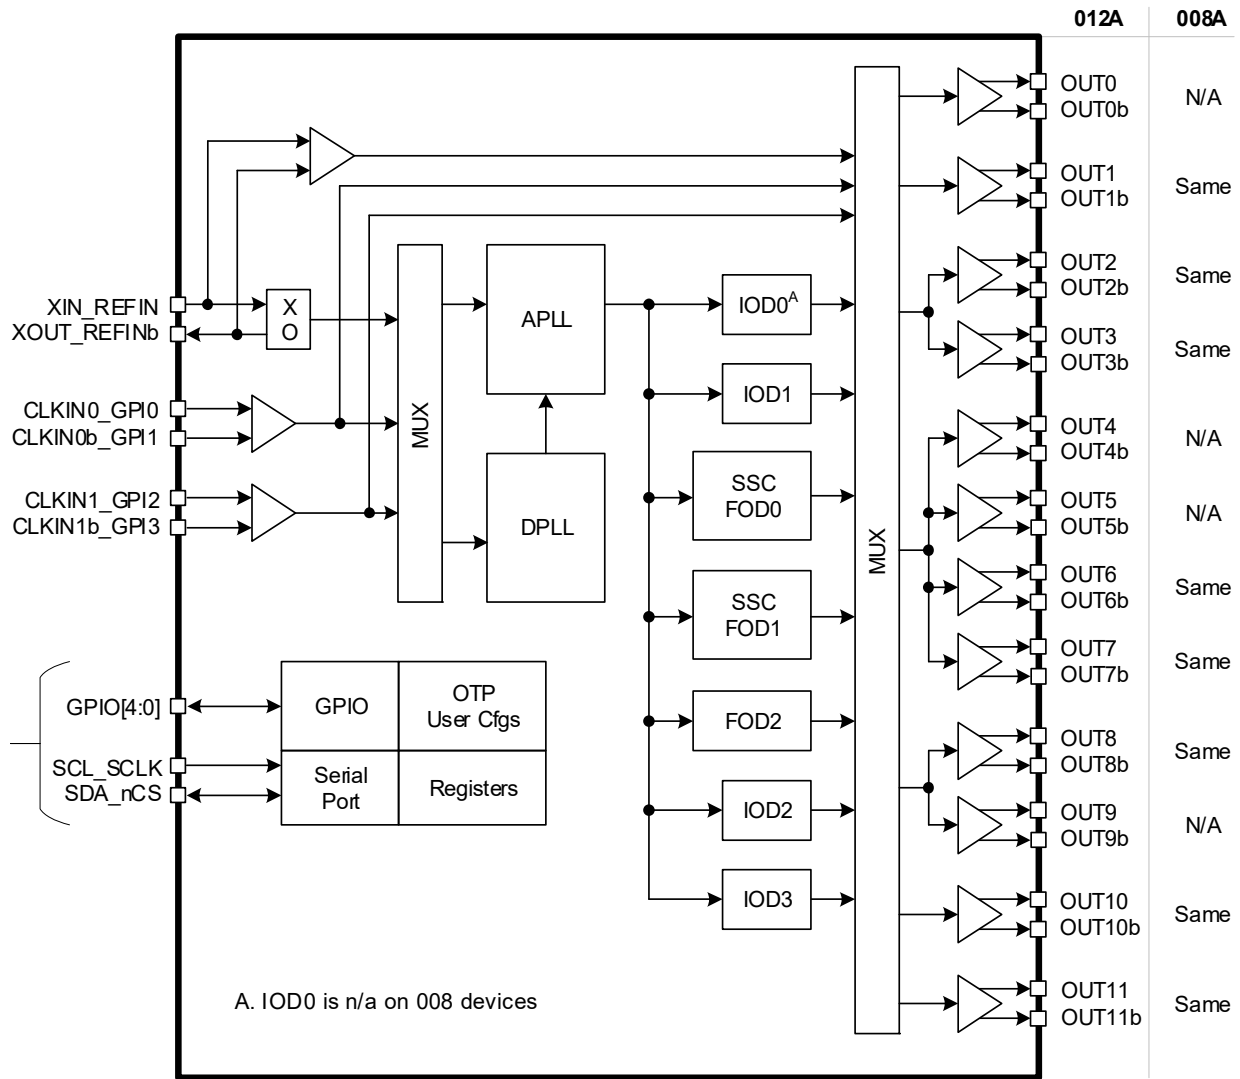 012A 008A
OUT0
OUT0b
N/A
OUT1
OUT1b
Same
OUT2
OUT2b
Same
OUT3
OUT3b
Same
OUT4
OUT4b
N/A
OUT5
OUT5b
N/A
OUT6
OUT6b
Same
OUT7
OUT7b
Same
OUT8
OUT8b
Same
OUT9
OUT9b
N/A
OUT10
OUT10b
Same
OUT11
OUT11b
Same
XIN_REFIN
XOUT_REFINb
X
O
CLKIN0_GPI0
CLKIN0b_GPI1
CLKIN1_GPI2
CLKIN1b_GPI3
MUX
APLL
DPLL
IOD0A
IOD1
SSC
FOD0
SSC
FOD1
FOD2
IOD2
IOD3
MUX
GPIO[4:0]
SCL_SCLK
SDA_nCS
GPIO
OTP
User Cfgs
Serial
Port
Registers
A. IOD0 is n/a on 008 devices